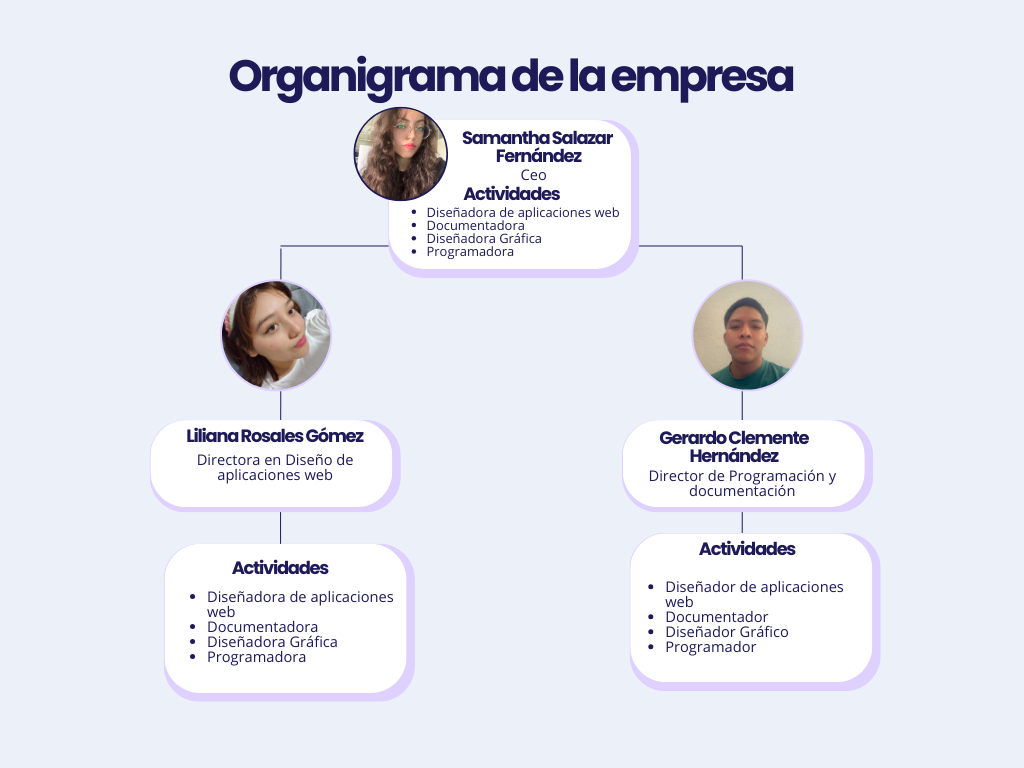 Organigrama de la empresa
Samantha Salazar
Fernández
Ceo
Actividades
• Diseñadora de aplicaciones web
• Documentadora
• Diseñadora Gráfica
• Programadora
Liliana Rosales Gómez
Directora en Diseño de
aplicaciones web
Actividades
• Diseñadora de aplicaciones
web
• Documentadora
• Diseñadora Gráfica
• Programadora
Gerardo Clemente
Hernández
Director de Programación y
documentación
Actividades
• Diseñador de aplicaciones
web
• Documentador
• Diseñador Gráfico
• Programador